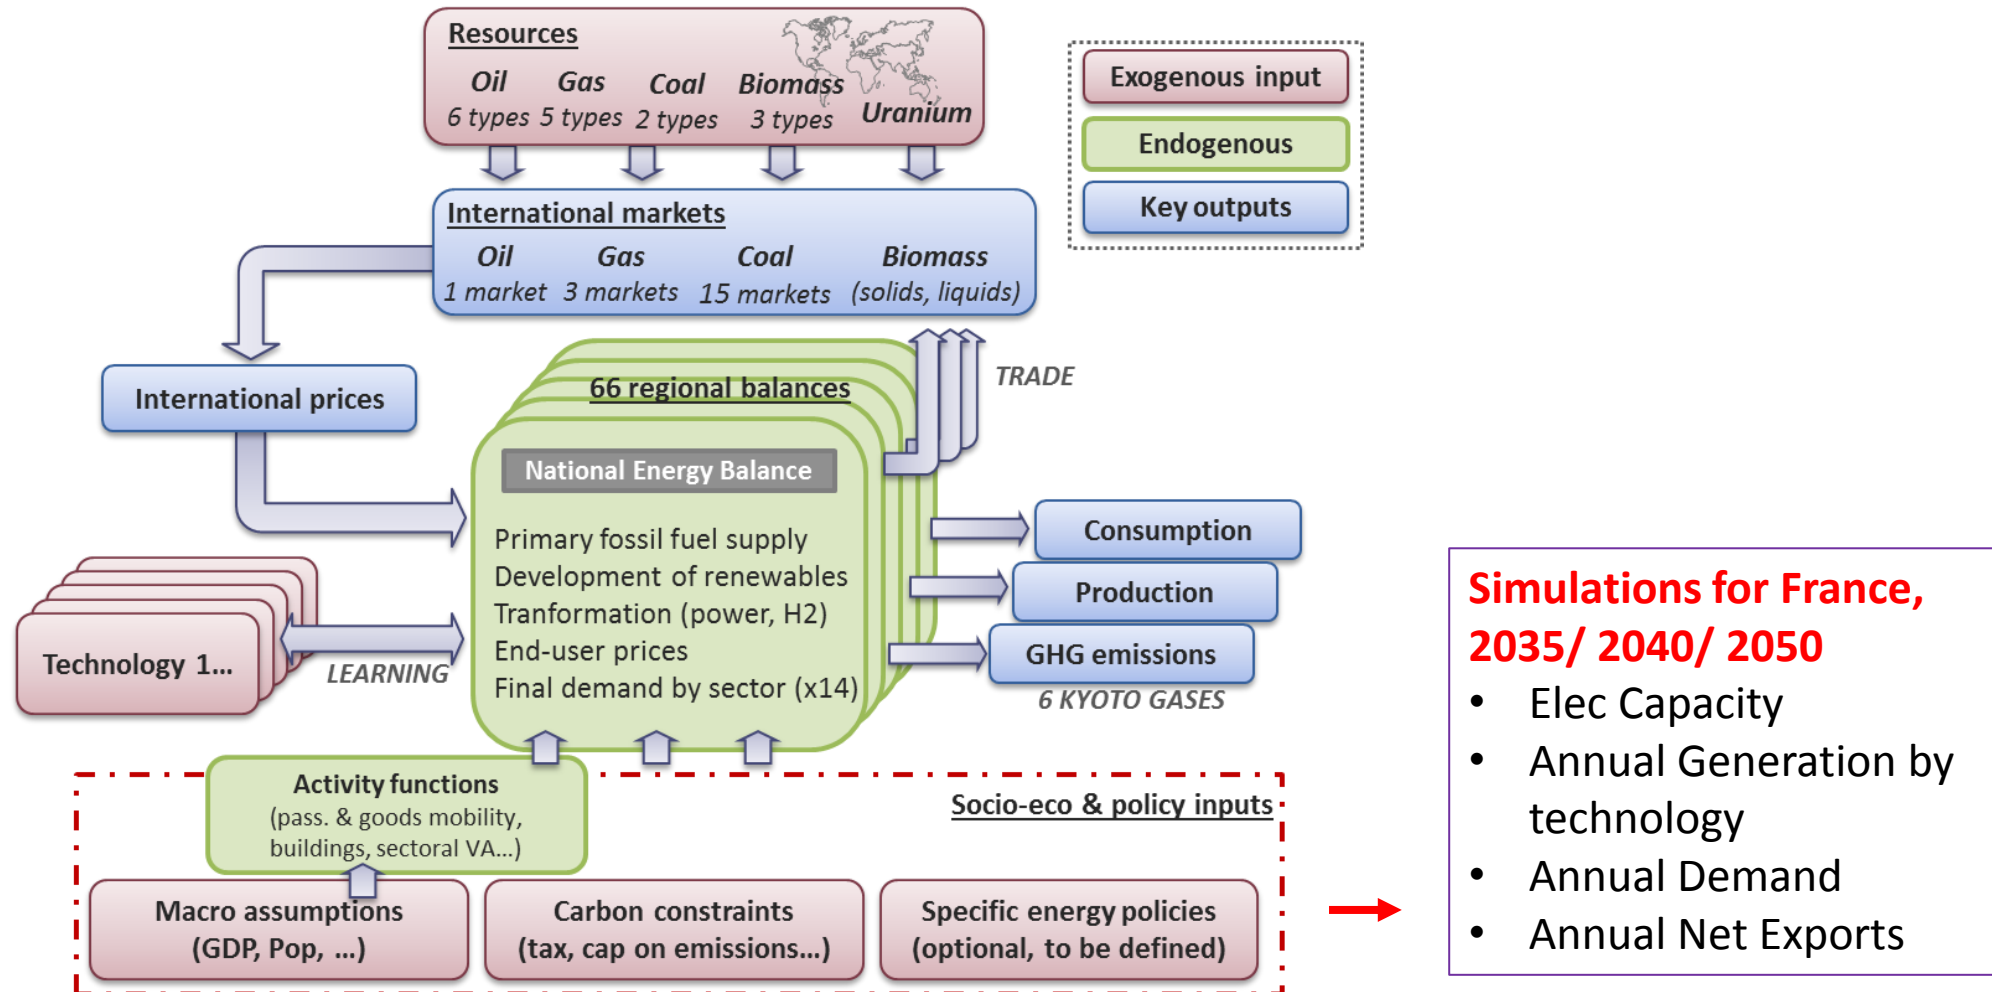 Resources
Oil Gas Coal Biomass Uranium
6 types 5 types 2 types 3 types
Exogenous input
Endogenous
Key outputs
International markets
Oil Gas Coal Biomass
1 market 3 markets 15 markets (solids, liquids)
International prices
TRADE
66 regional balances
National Energy Balance
Primary fossil fuel supply
Development of renewables
Tranformation (power, H2)
End-user prices
Final demand by sector (x14)
Consumption
Production
GHG emissions
6 KYOTO GASES
Technology 1...
LEARNING
Activity functions
(pass. & goods mobility,
buildings, sectoral VA...)
Socio-eco & policy inputs
Macro assumptions
(GDP, Pop, ...)
Carbon constraints
(tax, cap on emissions...)
Specific energy policies
(optional, to be defined)
Simulations for France,
2035/ 2040/ 2050
• Elec Capacity
• Annual Generation by
technology
• Annual Demand
• Annual Net Exports